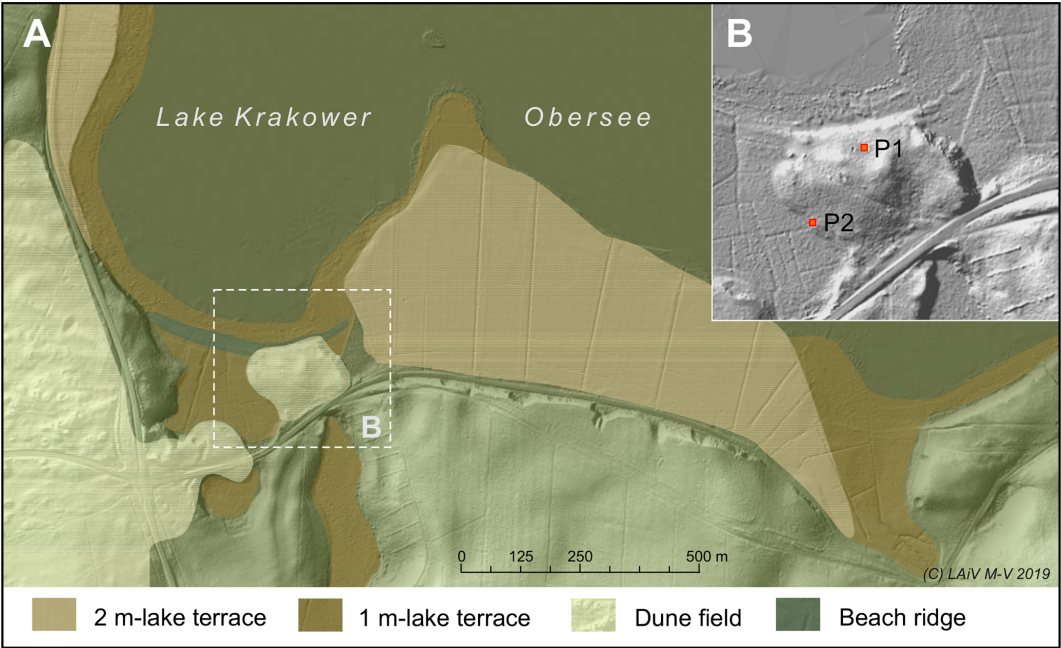 A
B
P1
P2
Lake Krakower Obersee
B
0 125 250 500 m
(C) LAiV M-V 2019
2 m-lake terrace
1 m-lake terrace
Dune field
Beach ridge